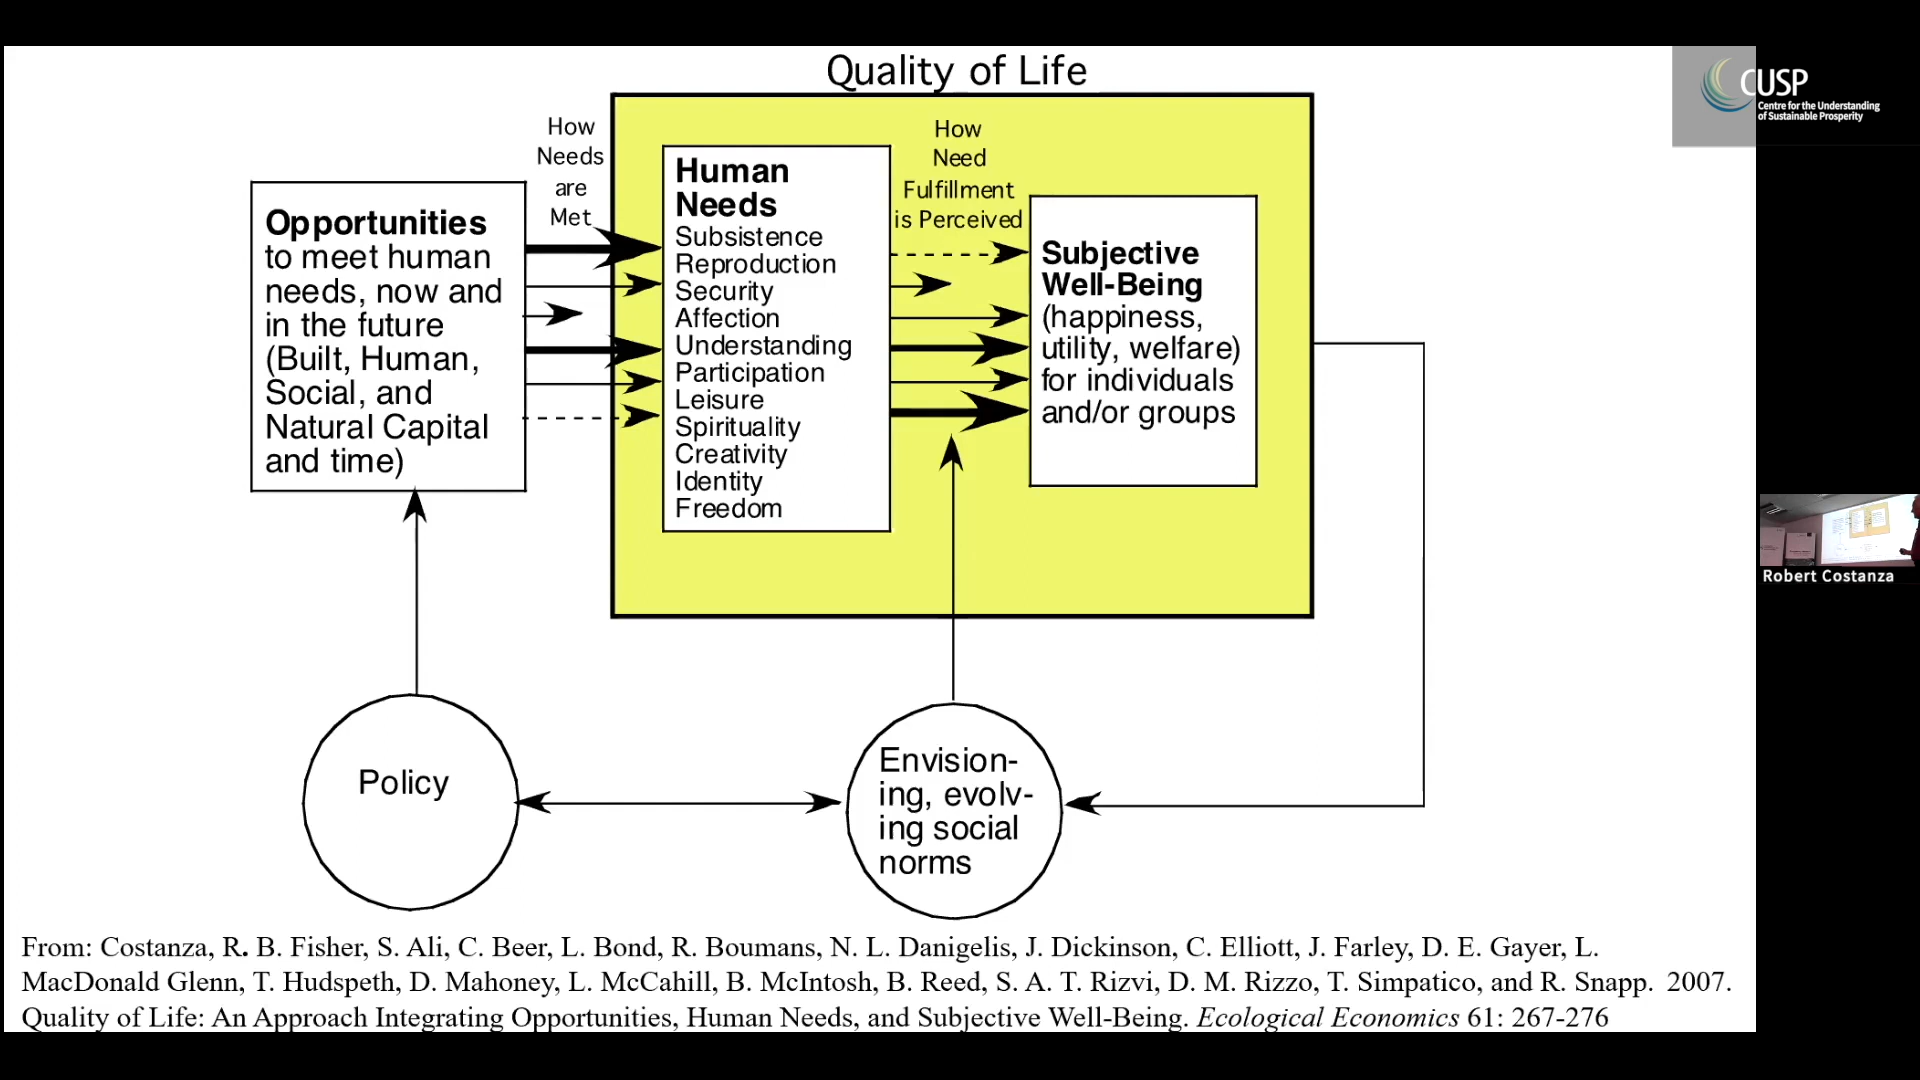 Quality of Life
CUSP
Centre for the Understanding
of Sustainable Prosperity
How
Needs
are
Met
How
Need
Fulfillment
is Perceived
Opportunities
to meet human
needs, now and
in the future
(Built, Human,
Social, and
Natural Capital
and time)
Human
Needs
Subsistence
Reproduction
Security
Affection
Understanding
Participation
Leisure
Spirituality
Creativity
Identity
Freedom
Subjective
Well-Being
(happiness,
utility, welfare)
for individuals
and/or groups
Policy
Envision-
ing, evolv-
ing social
norms
Robert Costanza
From: Costanza, R. B. Fisher, S. Ali, C. Beer, L. Bond, R. Boumans, N. L. Danigelis, J. Dickinson, C. Elliott, J. Farley, D. E. Gayer, L.
MacDonald Glenn, T. Hudspeth, D. Mahoney, L. McCahill, B. McIntosh, B. Reed, S. A. T. Rizvi, D. M. Rizzo, T. Simpatico, and R. Snapp. 2007.
Quality of Life: An Approach Integrating Opportunities, Human Needs, and Subjective Well-Being. Ecological Economics 61: 267-276